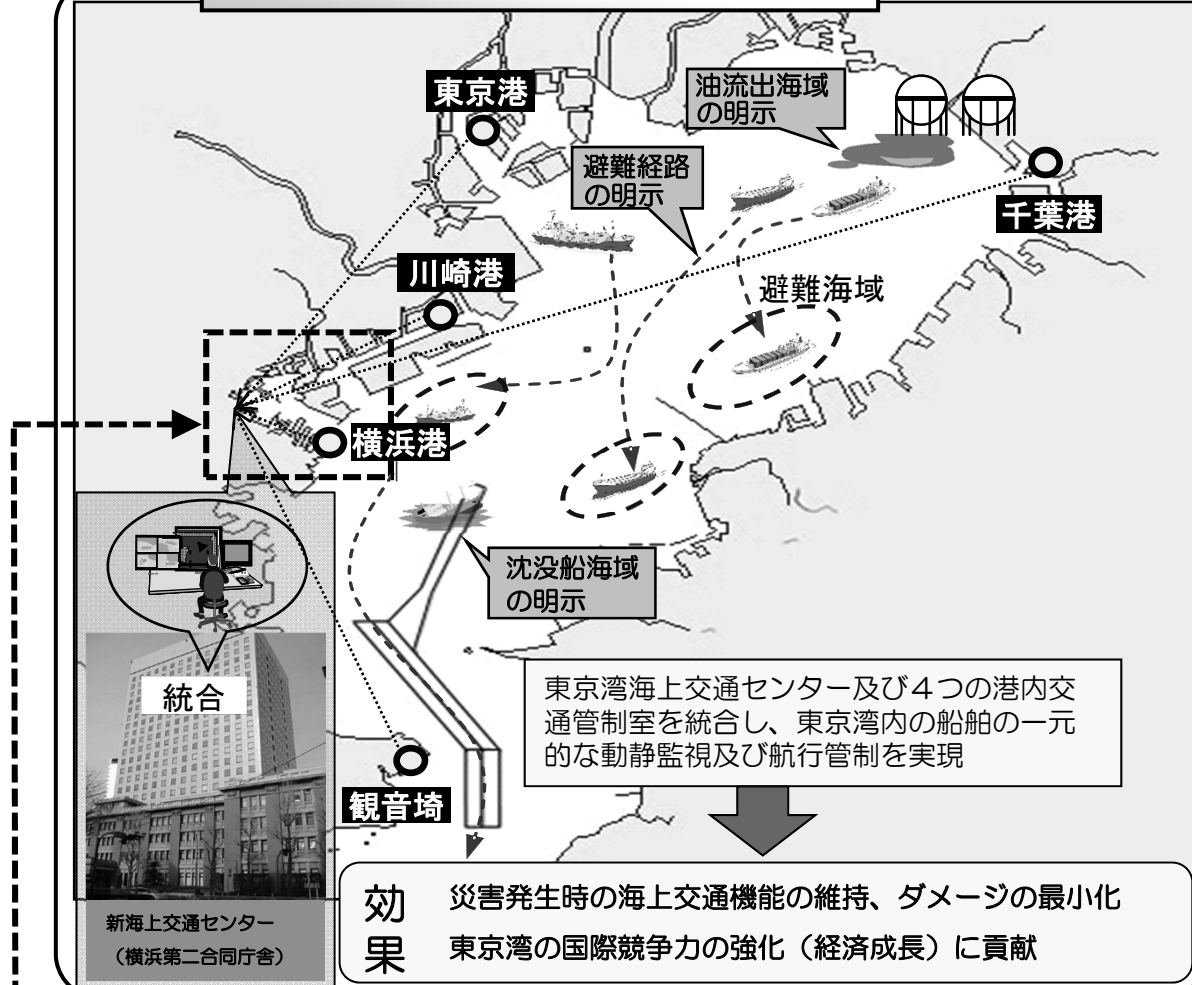 東京港
油流出海域
の明示
避難経路
の明示
千葉港
川崎港
避難海域
横浜港
沈没船海域
の明示
統合
東京湾海上交通センター及び４つの港内交
通管制室を統合し、東京湾内の船舶の一元
的な動静監視及び航行管制を実現
観音埼
効果
災害発生時の海上交通機能の維持、ダメージの最小化
東京湾の国際競争力の強化（経済成長）に貢献
新海上交通センター
（横浜第二合同庁舎）